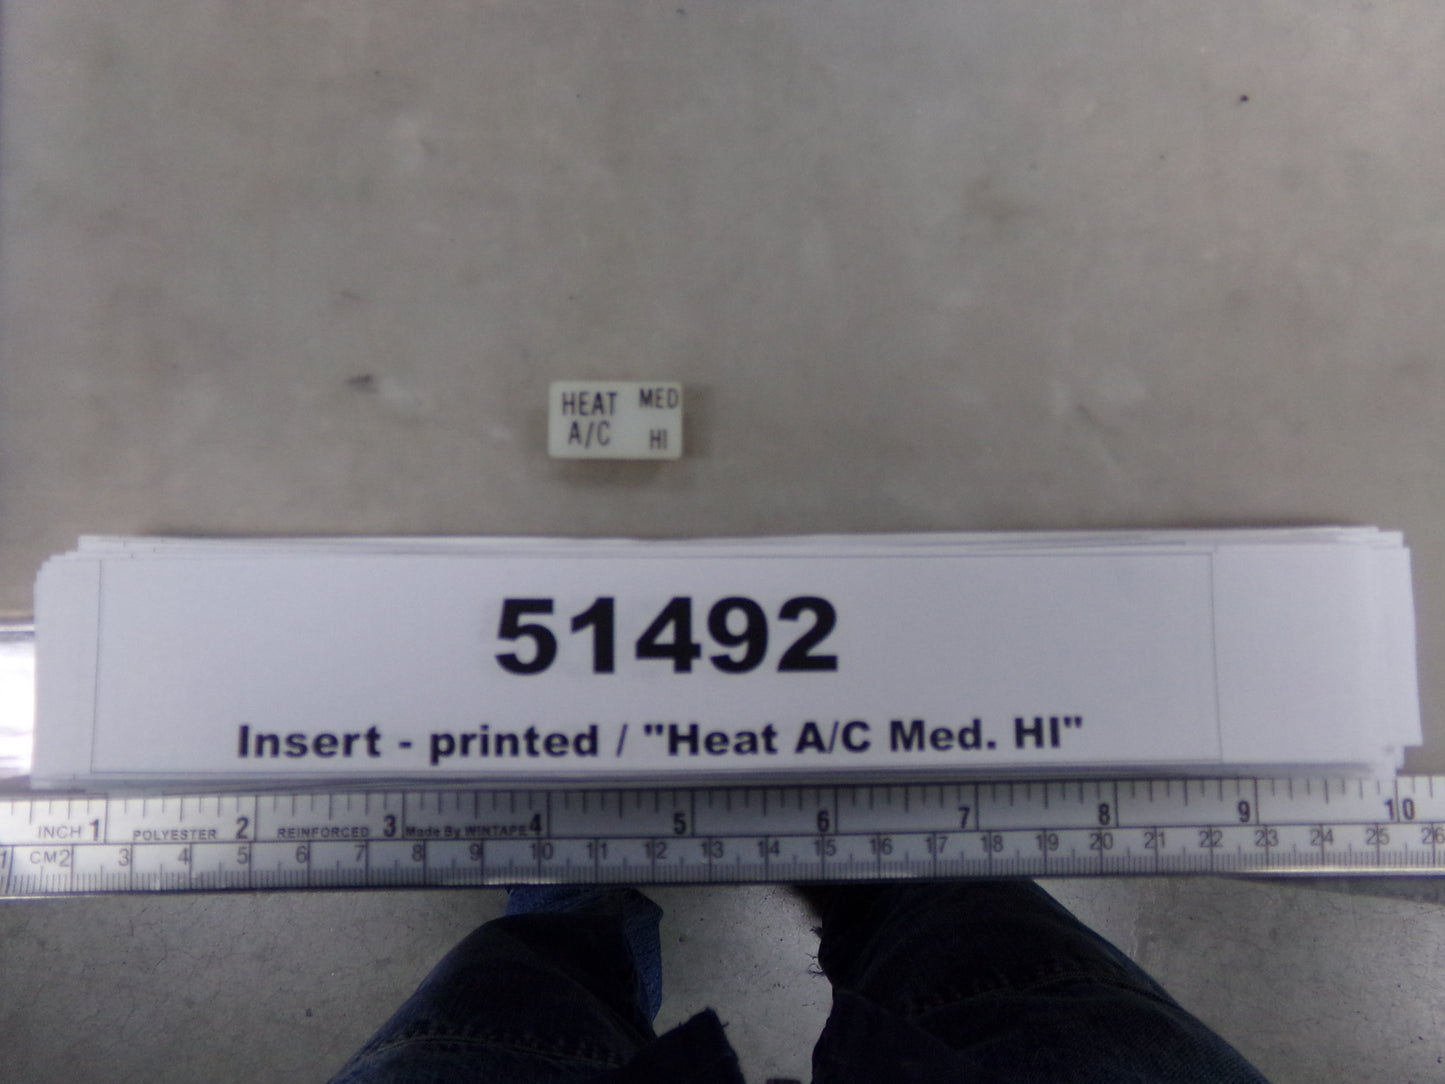 HEAT MED
A/C HI
51492
Insert - printed / "Heat A/C Med. HI"
INCH 1 POLYESTER 2 REINFORCED 3 Made By WINTAPE 4 5 6 7 8 9 10
1 CM 2 3 4 5 6 7 8 9 10 11 12 13 14 15 16 17 18 19 20 21 22 23 24 25 26